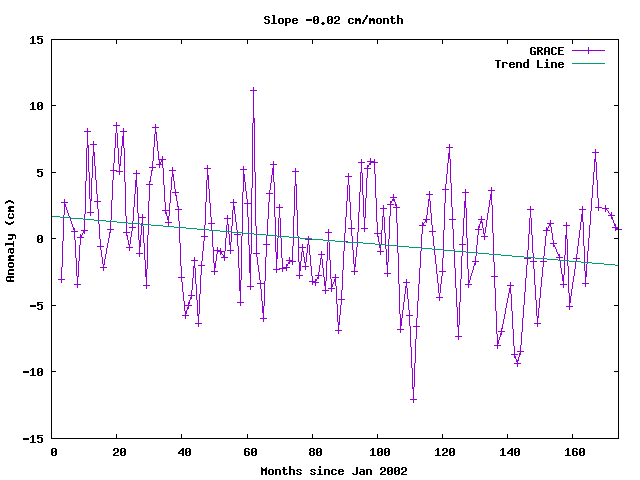 Slope -0.02 cm/month
GRACE
Trend Line
15
10
5
0
-5
-10
-15
Anomaly (cm)
0 20 40 60 80 100 120 140 160
Months since Jan 2002